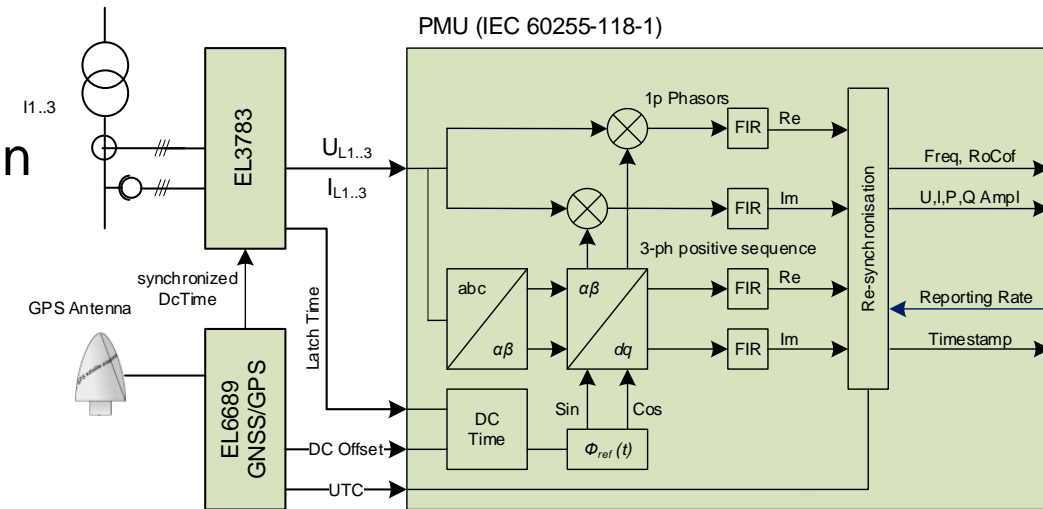 PMU (IEC 60255-118-1)
I1..3
n
EL3783
U_L1..3
I_L1..3
1p Phasors
FIR
Re
FIR
Im
3-ph positive sequence
FIR
Re
FIR
Im
abc
αβ
αβ
dq
Re-synchronisation
Freq, RoCof
U,I,P,Q Ampl
Reporting Rate
Timestamp
synchronized
DcTime
GPS Antenna
Latch Time
EL6689
GNSS/GPS
DC
Time
Sin
Cos
Φref (t)
DC Offset
UTC